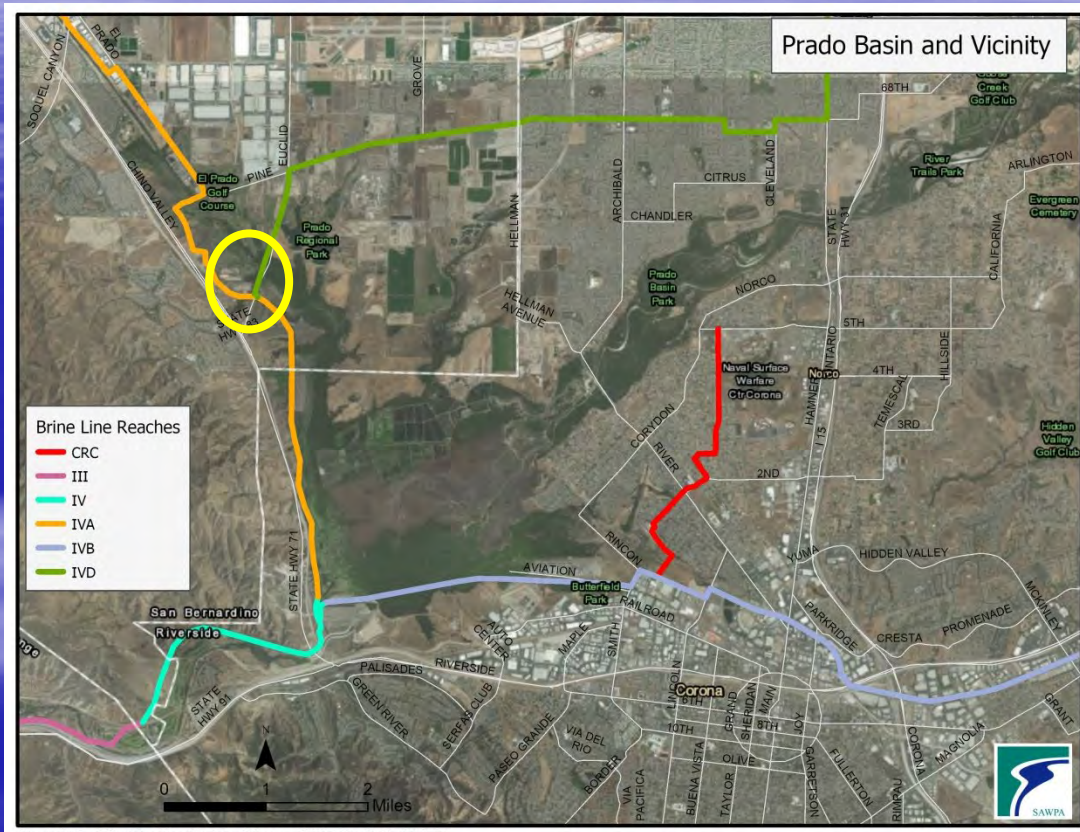 Prado Basin and Vicinity
EL PRADO
SOQUEL CANYON
CHINO VALLEY
El Prado
Golf
Course
PINE
EUCLID
GROVE
Prado
Regional
Park
STATE
HELLMAN
HELLMAN
AVENUE
ARCHIBALD
CHANDLER
CITRUS
CLEVELAND
68TH
Creek
Golf Club
River
Trails Park
ARLINGTON
Evergreen
Cemetery
STATE
HWY 31
CALIFORNIA
Prado
Basin
Park
NORCO
5TH
Naval Surface
Warfare
Ctr Corona
Norco
4TH
HILLSIDE
TEMESCAL
3RD
HAMNER
ONTARIO
I 15
Hidden
Valley
Golf Club
CORYDON
RIVER
2ND
Brine Line Reaches
CRC
III
IV
IVA
IVB
IVD
STATE HWY 71
RINCON
AVIATION
Butterfield
Park
RAILROAD
YUMA
HIDDEN VALLEY
PARKRIDGE
CRESTA
PROMENADE
MCKINLEY
San Bernardino
Riverside
nge
STATE
HWY 91
PALISADES
RIVERSIDE
GREEN RIVER
SERFAS CLUB
AUTO
CENTER
MAPLE
SMITH
PASEO GRANDE
VIA DEL
RIO
BORDER
VIA
PACIFICA
LINCOLN
BUENA VISTA
Corona
6TH
10TH
8TH
GRAND
SHERIDAN
MAIN
JOY
OLIVE
TAYLOR
GARRETSON
FULLERTON
RIMPAU
CORONA
MAGNOLIA
GRANT
N
0 1 2
Miles
SAWPA